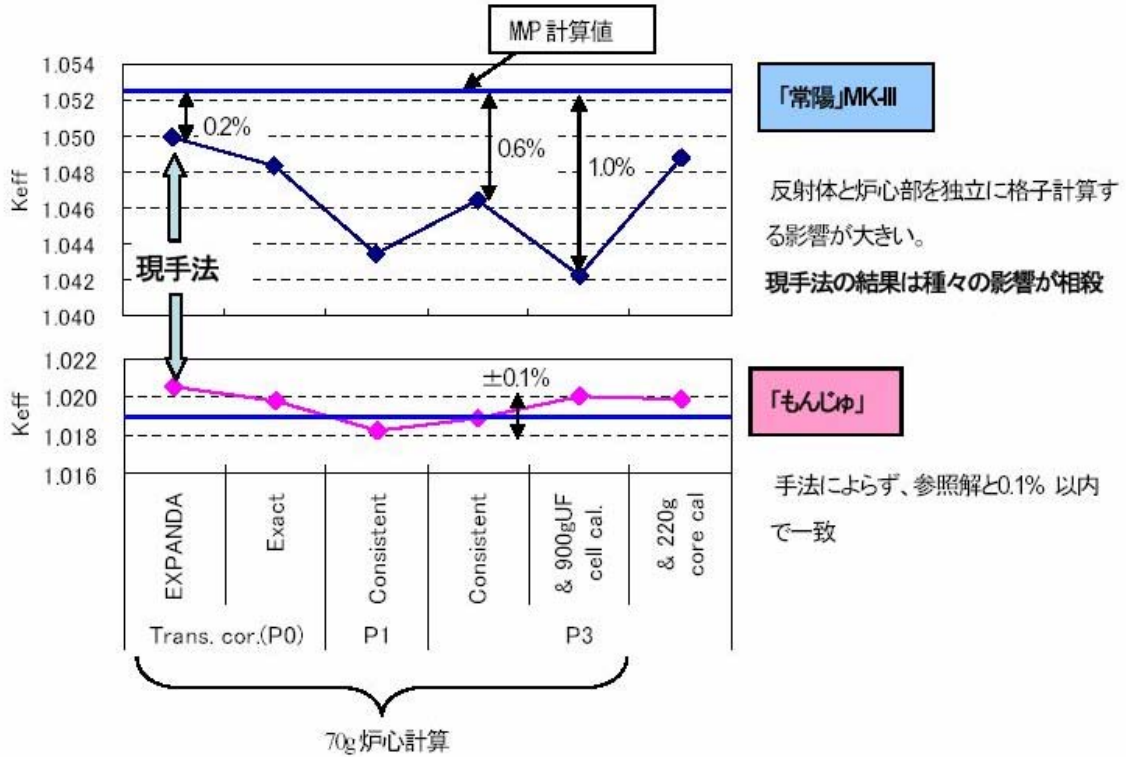 MVP 計算値
Keff
1.054
1.052
1.050
1.048
1.046
1.044
1.042
1.040
0.2%
0.6%
1.0%
現手法
「常陽」MK-III
反射体と炉心部を独立に格子計算す
る影響が大きい。
現手法の結果は種々の影響が相殺
Keff
1.022
1.020
1.018
1.016
±0.1%
「もんじゅ」
手法によらず、参照解と0.1% 以内
で一致
EXPANDA
Exact
Consistent
Consistent
& 900gUF
cell cal.
& 220g
core cal
Trans. cor.(P0)
P1
P3
70g 炉心計算